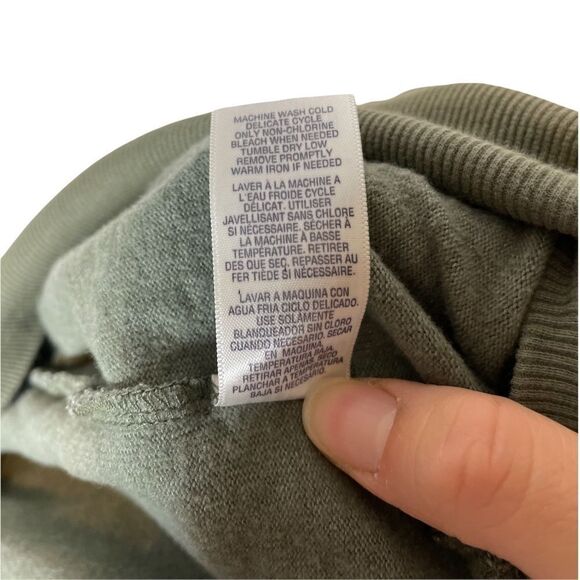 MACHINE WASH COLD
DELICATE CYCLE
ONLY NON-CHLORINE
BLEACH WHEN NEEDED
TUMBLE DRY LOW
REMOVE PROMPTLY
WARM IRON IF NEEDED
LAVER À LA MACHINE A
L'EAU FROIDE CYCLE
DÉLICAT. UTILISER
JAVELLISANT SANS CHLORE
SI NÉCESSAIRE. SÉCHER À
LA MACHINE À BASSE
TEMPÉRATURE. RETIRER
DES QUE SEC. REPASSER AU
FER TIÈDE SI NÉCESSAIRE.
LAVAR A MAQUINA CON
AGUA FRIA CICLO DELICADO.
USE SOLAMENTE
BLANQUEADOR SIN CLORO
CUANDO NECESARIO. SECAR
EN MAQUINA,
TEMPERATURA BAJA.
RETIRAR APENAS, SECO
PLANCHAR A TEMPERATURA
BAJA SI NECESARIO.